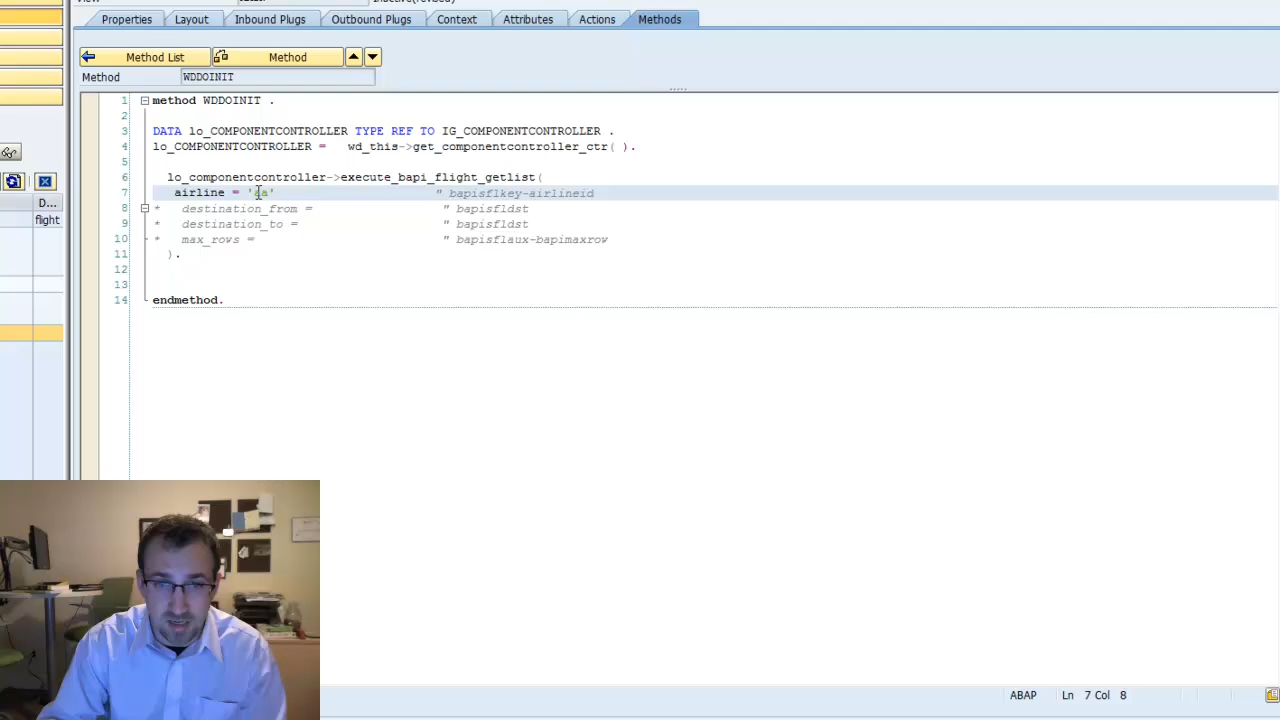 Properties
Layout
Inbound Plugs
Outbound Plugs
Context
Attributes
Actions
Methods
Method List
Method
Method
WDDOINIT
D...
flight
1 method WDDOINIT .
2
3 DATA lo_COMPONENTCONTROLLER TYPE REF TO IG_COMPONENTCONTROLLER .
4 lo_COMPONENTCONTROLLER = wd_this->get_componentcontroller_ctr( ).
5
6 lo_componentcontroller->execute_bapi_flight_getlist(
7 airline = 'aa' " bapisflkey-airlineid
8 * destination_from = " bapisfldst
9 * destination_to = " bapisfldst
10 * max_rows = " bapisflaux-bapimaxrow
11 ).
12
13
14 endmethod.
ABAP
Ln 7 Col 8